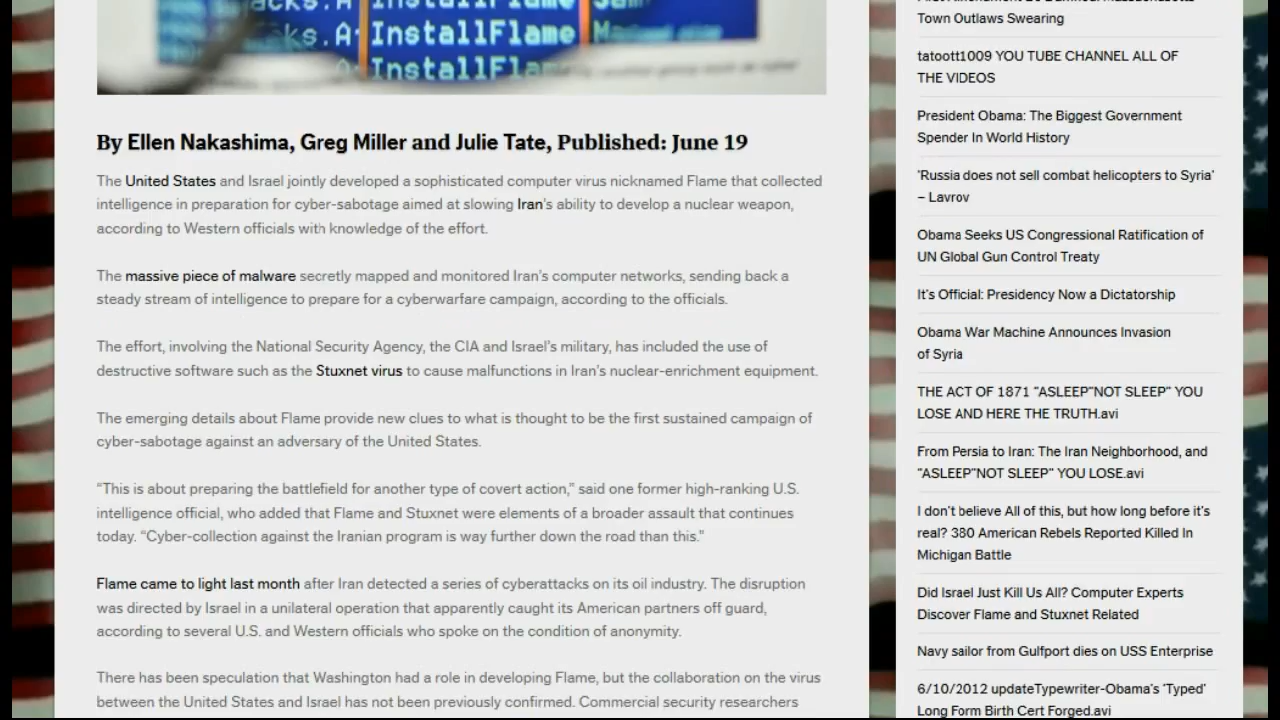 acks.A InstallFlame
ks.A InstallFlame
InstallFla
By Ellen Nakashima, Greg Miller and Julie Tate, Published: June 19
The United States and Israel jointly developed a sophisticated computer virus nicknamed Flame that collected
intelligence in preparation for cyber-sabotage aimed at slowing Iran's ability to develop a nuclear weapon,
according to Western officials with knowledge of the effort.
The massive piece of malware secretly mapped and monitored Iran's computer networks, sending back a
steady stream of intelligence to prepare for a cyberwarfare campaign, according to the officials.
The effort, involving the National Security Agency, the CIA and Israel's military, has included the use of
destructive software such as the Stuxnet virus to cause malfunctions in Iran's nuclear-enrichment equipment.
The emerging details about Flame provide new clues to what is thought to be the first sustained campaign of
cyber-sabotage against an adversary of the United States.
“This is about preparing the battlefield for another type of covert action,” said one former high-ranking U.S.
intelligence official, who added that Flame and Stuxnet were elements of a broader assault that continues
today. “Cyber-collection against the Iranian program is way further down the road than this.”
Flame came to light last month after Iran detected a series of cyberattacks on its oil industry. The disruption
was directed by Israel in a unilateral operation that apparently caught its American partners off guard,
according to several U.S. and Western officials who spoke on the condition of anonymity.
There has been speculation that Washington had a role in developing Flame, but the collaboration on the virus
between the United States and Israel has not been previously confirmed. Commercial security researchers
Town Outlaws Swearing
tatoott1009 YOU TUBE CHANNEL ALL OF
THE VIDEOS
President Obama: The Biggest Government
Spender In World History
'Russia does not sell combat helicopters to Syria'
– Lavrov
Obama Seeks US Congressional Ratification of
UN Global Gun Control Treaty
It's Official: Presidency Now a Dictatorship
Obama War Machine Announces Invasion
of Syria
THE ACT OF 1871 "ASLEEP"NOT SLEEP" YOU
LOSE AND HERE THE TRUTH.avi
From Persia to Iran: The Iran Neighborhood, and
"ASLEEP"NOT SLEEP" YOU LOSE.avi
I don't believe All of this, but how long before it's
real? 380 American Rebels Reported Killed In
Michigan Battle
Did Israel Just Kill Us All? Computer Experts
Discover Flame and Stuxnet Related
Navy sailor from Gulfport dies on USS Enterprise
6/10/2012 updateTypewriter-Obama's 'Typed'
Long Form Birth Cert Forged.avi